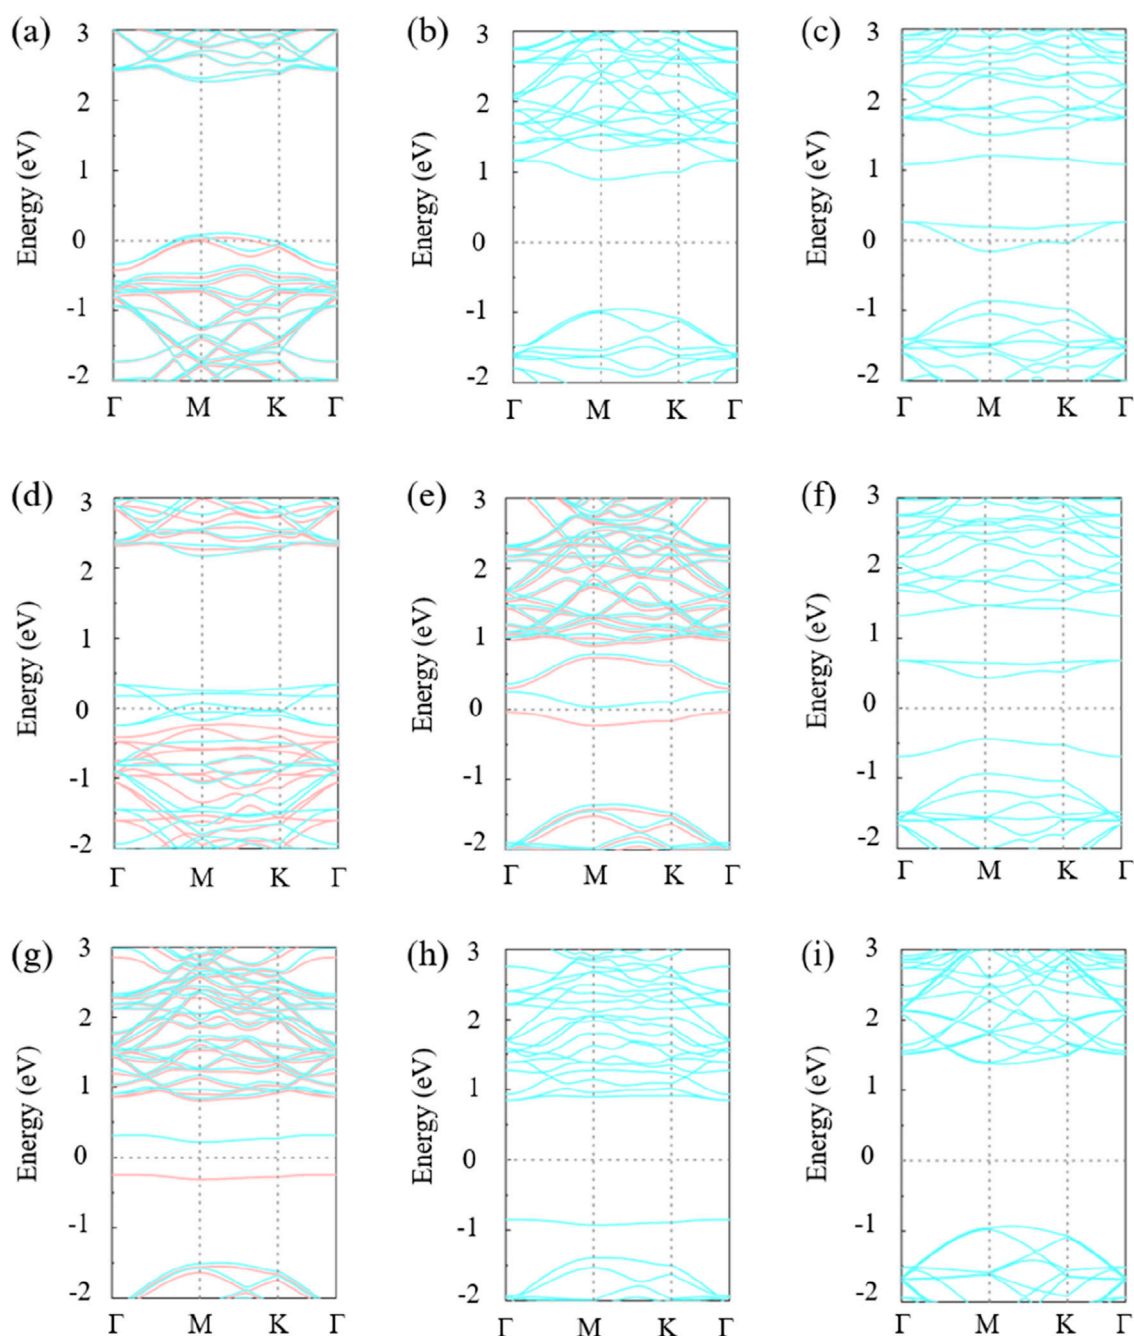 (a) (b) (c)
3 3 3
2 2 2
1 1 1
0 0 0
-1 -1 -1
-2 -2 -2
Energy (eV) Energy (eV) Energy (eV)
Γ M K Γ Γ M K Γ Γ M K Γ
(d) (e) (f)
3 3 3
2 2 2
1 1 1
0 0 0
-1 -1 -1
-2 -2 -2
Energy (eV) Energy (eV) Energy (eV)
Γ M K Γ Γ M K Γ Γ M K Γ
(g) (h) (i)
3 3 3
2 2 2
1 1 1
0 0 0
-1 -1 -1
-2 -2 -2
Energy (eV) Energy (eV) Energy (eV)
Γ M K Γ Γ M K Γ Γ M K Γ